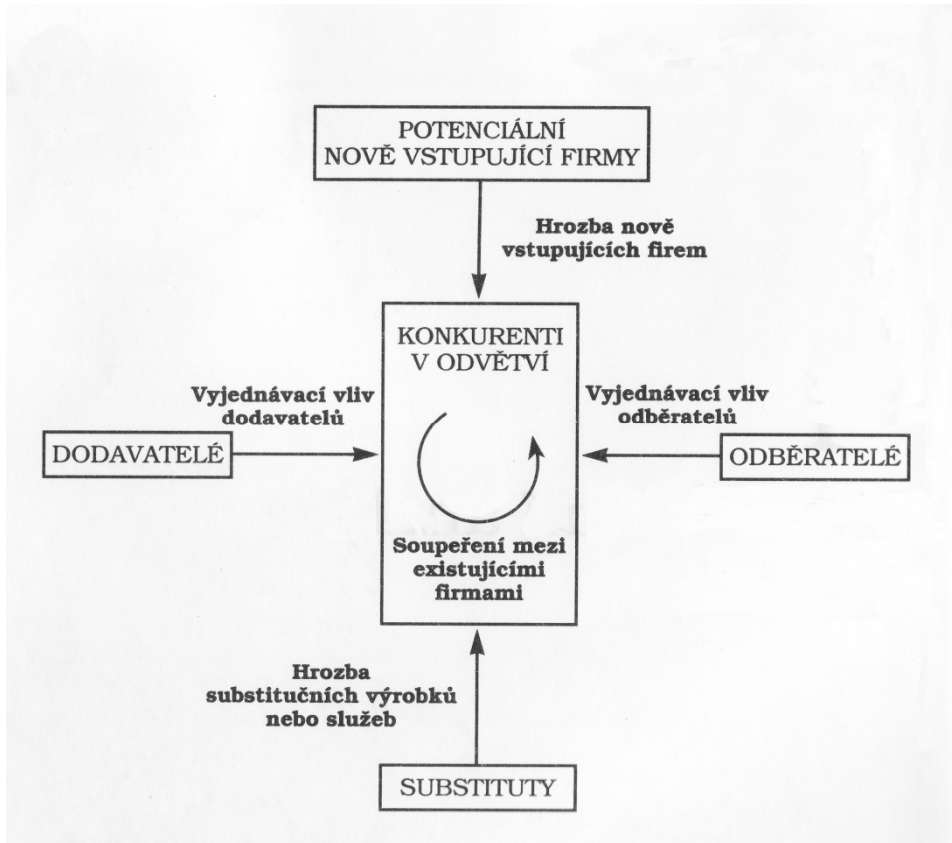 POTENCIÁLNÍ
NOVĚ VSTUPUJÍCÍ FIRMY
Hrozba nově
vstupujících firem
KONKURENTI
V ODVĚTVÍ
Vyjednávací vliv
dodavatelů
Vyjednávací vliv
odběratelů
DODAVATELÉ
ODBĚRATELÉ
Soupeření mezi
existujícími
firmami
Hrozba
substitučních výrobků
nebo služeb
SUBSTITUTY